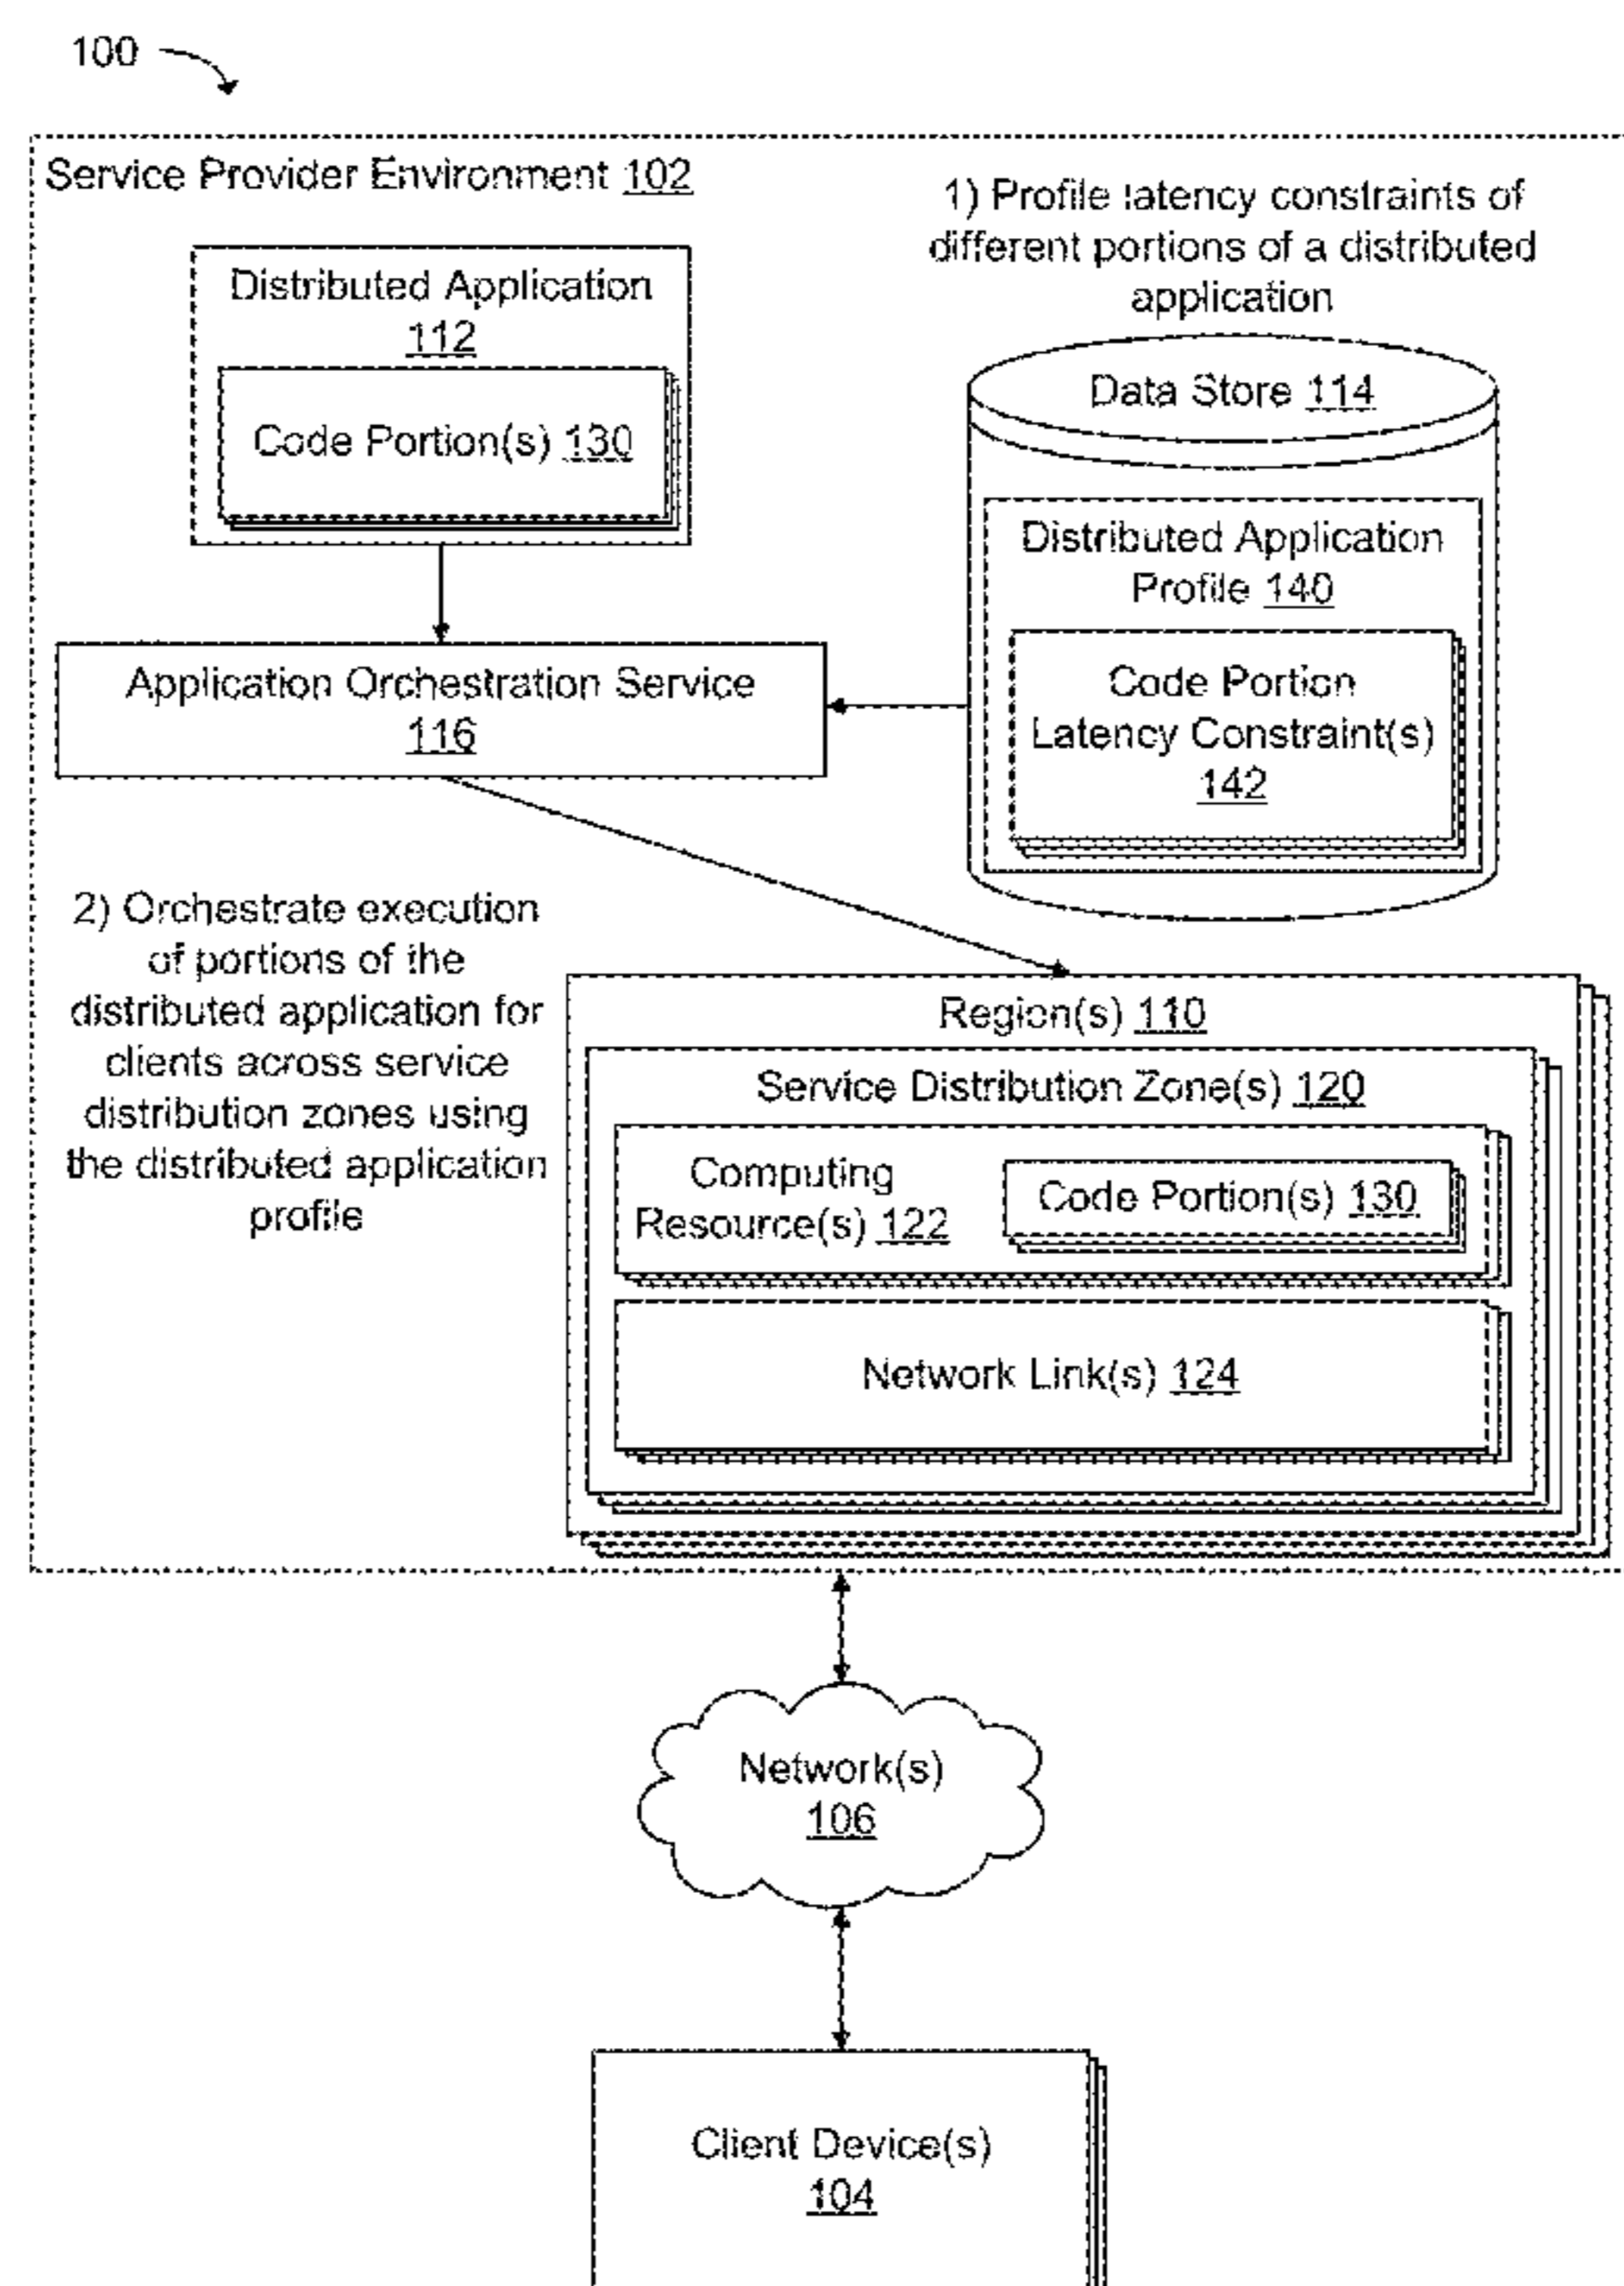 100
Service Provider Environment 102
1) Profile latency constraints of
different portions of a distributed
application
Distributed Application
112
Code Portion(s) 130
Data Store 114
Distributed Application
Profile 140
Code Portion
Latency Constraint(s)
142
Application Orchestration Service
116
2) Orchestrate execution
of portions of the
distributed application for
clients across service
distribution zones using
the distributed application
profile
Region(s) 110
Service Distribution Zone(s) 120
Computing
Resource(s) 122
Code Portion(s) 130
Network Link(s) 124
Network(s)
106
Client Device(s)
104